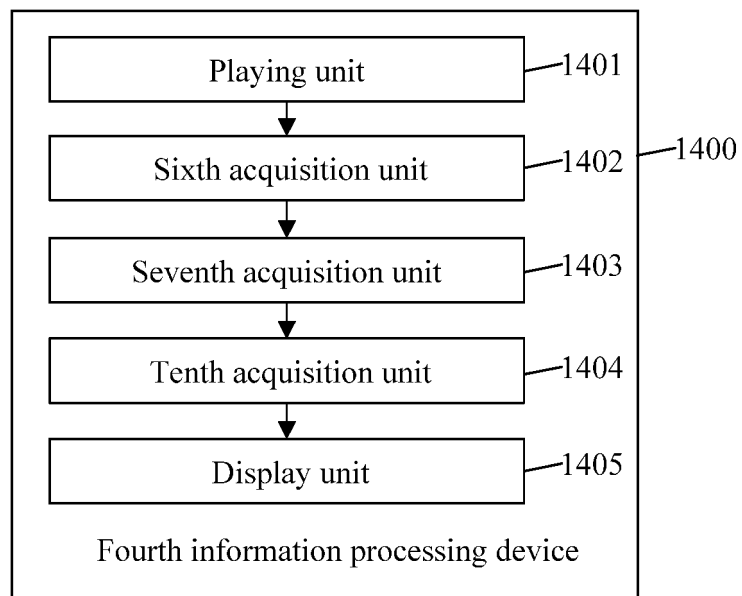 Playing unit
1401
Sixth acquisition unit
1402
1400
Seventh acquisition unit
1403
Tenth acquisition unit
1404
Display unit
1405
Fourth information processing device